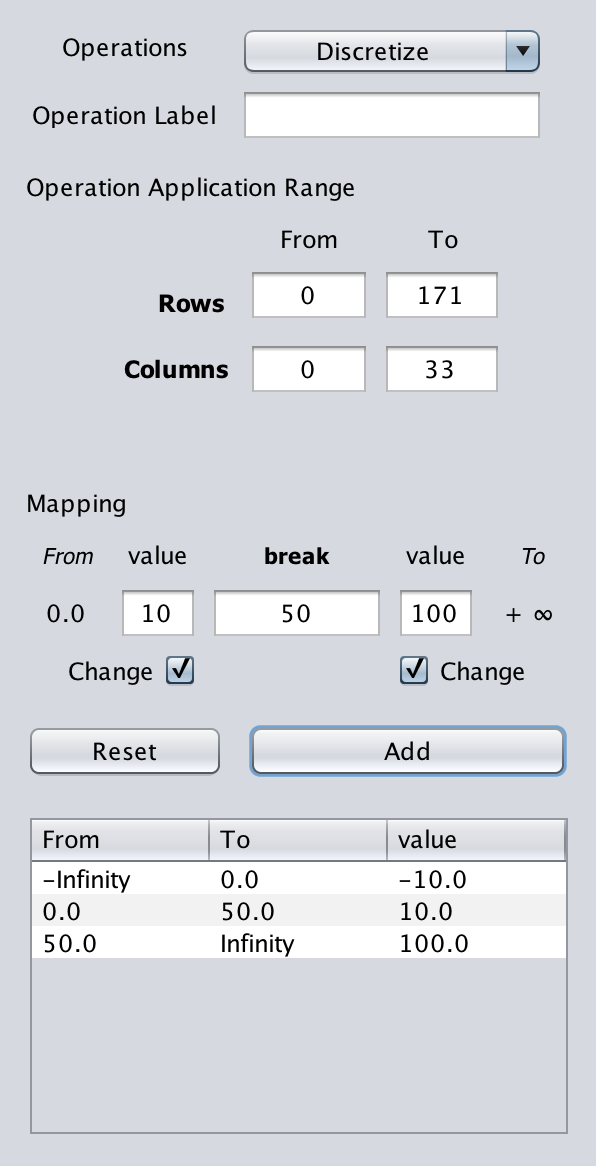 Operations Discretize
Operation Label
Operation Application Range
From To
Rows 0 171
Columns 0 33
Mapping
From value break value To
0.0 10 50 100 + ∞
Change Change
Reset Add
From To value
-Infinity 0.0 -10.0
0.0 50.0 10.0
50.0 Infinity 100.0